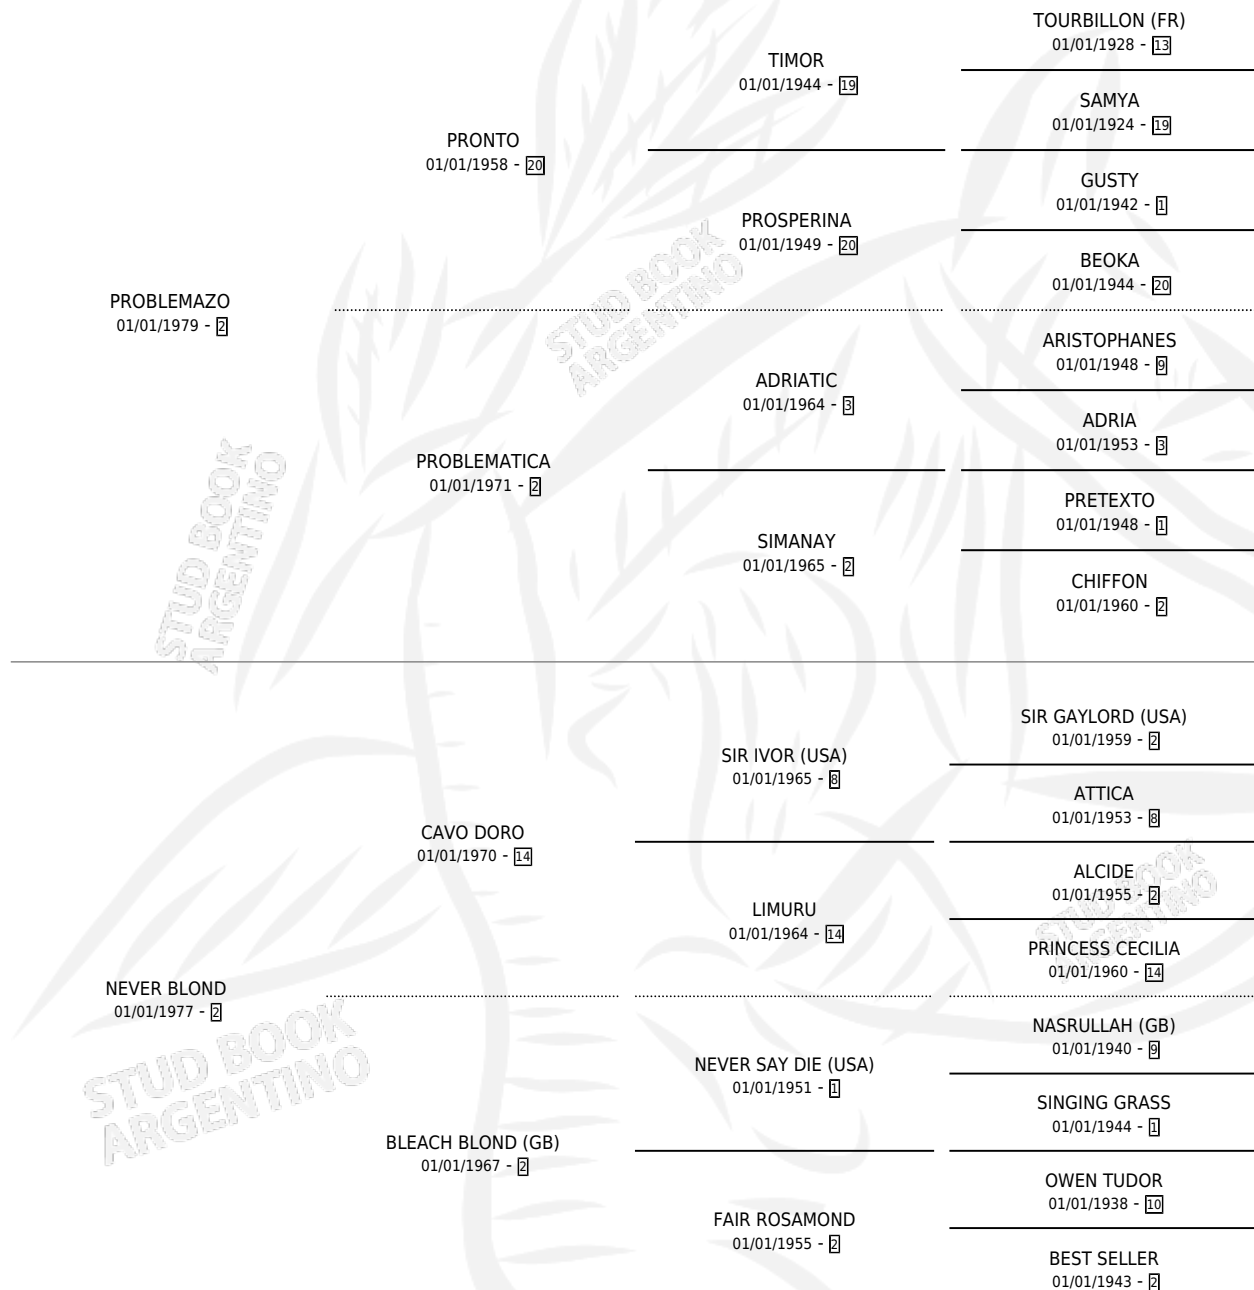 TOURBILLON (FR)
01/01/1928 - 13
TIMOR
01/01/1944 - 19
SAMYA
01/01/1924 - 19
PRONTO
01/01/1958 - 20
GUSTY
01/01/1942 - 1
PROSPERINA
01/01/1949 - 20
BEOKA
01/01/1944 - 20
PROBLEMAZO
01/01/1979 - 2
ARISTOPHANES
01/01/1948 - 9
ADRIATIC
01/01/1964 - 3
ADRIA
01/01/1953 - 3
PROBLEMATICA
01/01/1971 - 2
PRETEXTO
01/01/1948 - 1
SIMANAY
01/01/1965 - 2
CHIFFON
01/01/1960 - 2
STUD BOOK
ARGENTINO
STUD BOOK
ARGENTINO
SIR GAYLORD (USA)
01/01/1959 - 2
SIR IVOR (USA)
01/01/1965 - 8
ATTICA
01/01/1953 - 8
CAVO DORO
01/01/1970 - 14
ALCIDE
01/01/1955 - 2
LIMURU
01/01/1964 - 14
PRINCESS CECILIA
01/01/1960 - 14
NEVER BLOND
01/01/1977 - 2
NASRULLAH (GB)
01/01/1940 - 9
NEVER SAY DIE (USA)
01/01/1951 - 1
SINGING GRASS
01/01/1944 - 1
BLEACH BLOND (GB)
01/01/1967 - 2
OWEN TUDOR
01/01/1938 - 10
FAIR ROSAMOND
01/01/1955 - 2
BEST SELLER
01/01/1943 - 2
STUD BOOK
ARGENTINO
STUD BOOK
ARGENTINO